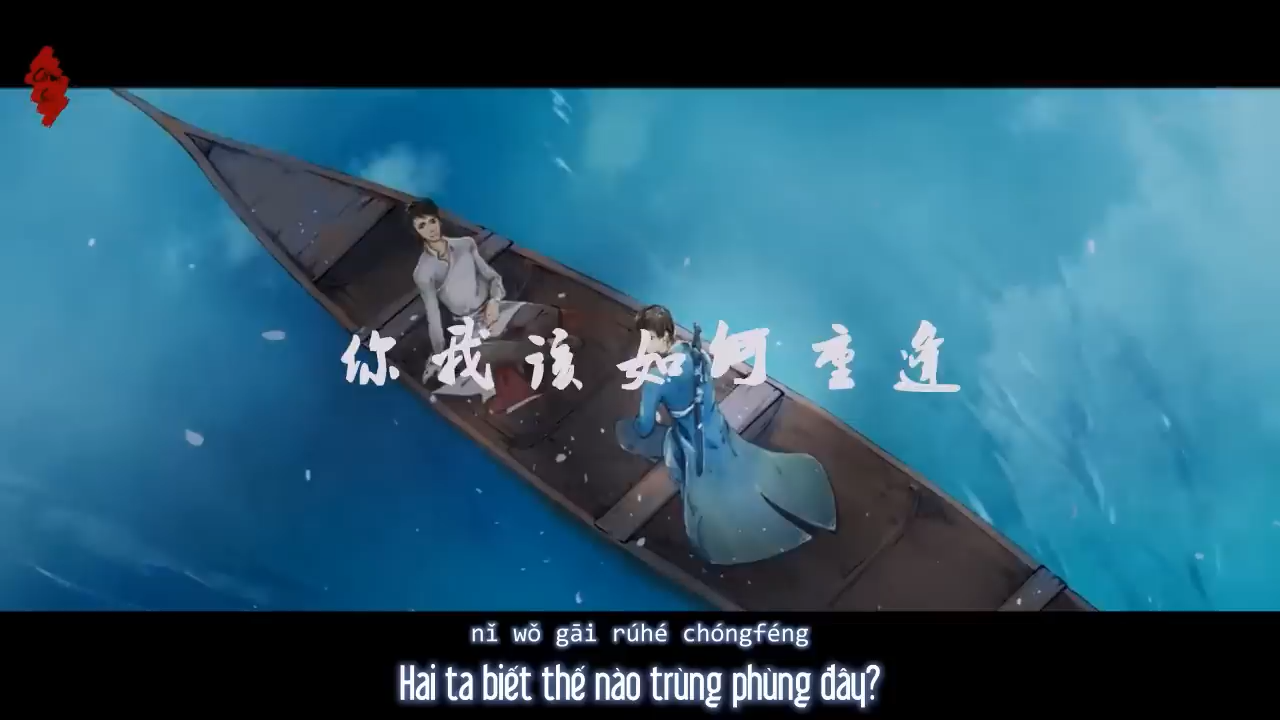 你我该如何重逢
nǐ wǒ gāi rúhé chóngféng
Hai ta biết thế nào trùng phùng đây?